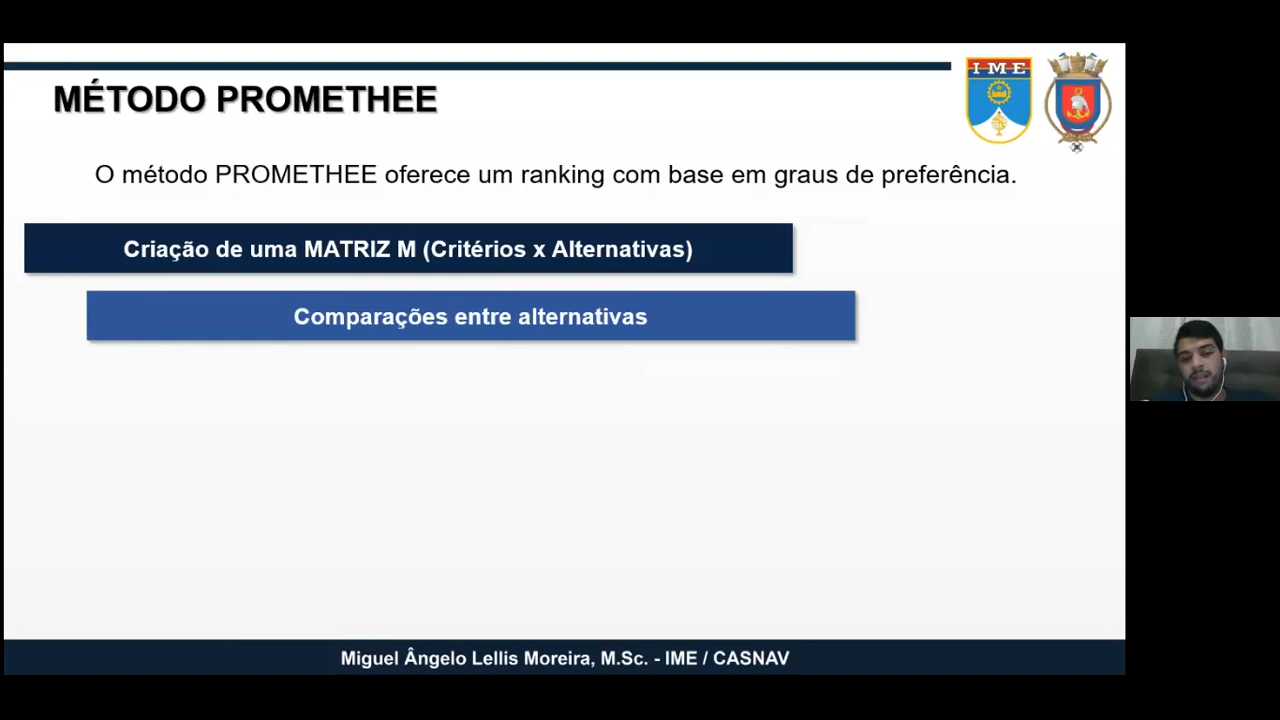 IME
MÉTODO PROMETHEE
O método PROMETHEE oferece um ranking com base em graus de preferência.
Criação de uma MATRIZ M (Critérios x Alternativas)
Comparações entre alternativas
Miguel Ângelo Lellis Moreira, M.Sc. - IME / CASNAV